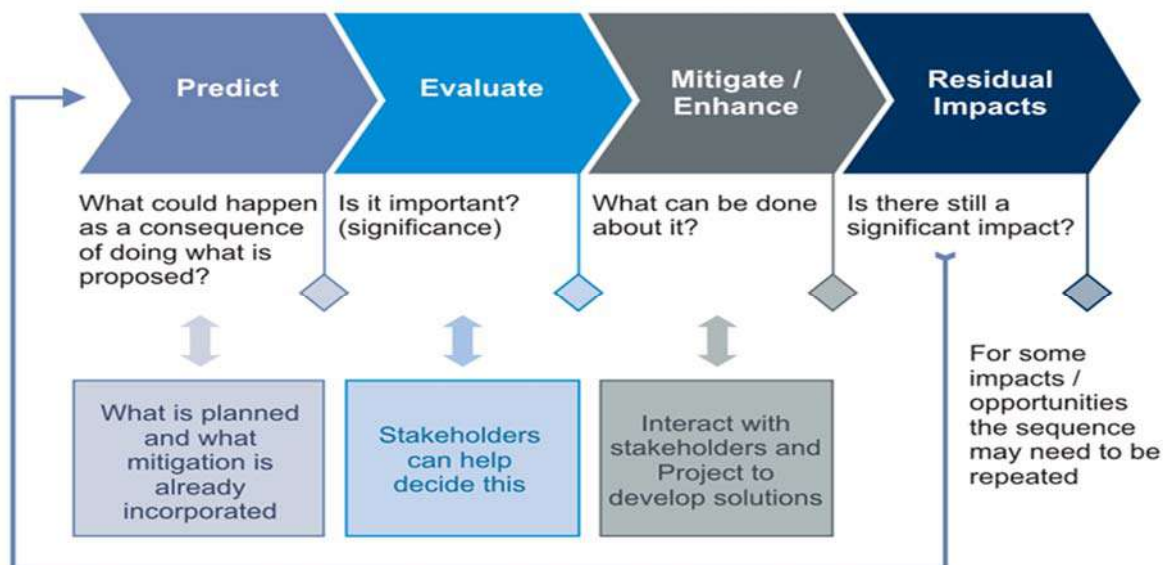 Predict
Evaluate
Mitigate /
Enhance
Residual
Impacts
What could happen
as a consequence
of doing what is
proposed?
Is it important?
(significance)
What can be done
about it?
Is there still a
significant impact?
What is planned
and what
mitigation is
already
incorporated
Stakeholders
can help
decide this
Interact with
stakeholders and
Project to
develop solutions
For some
impacts /
opportunities
the sequence
may need to be
repeated